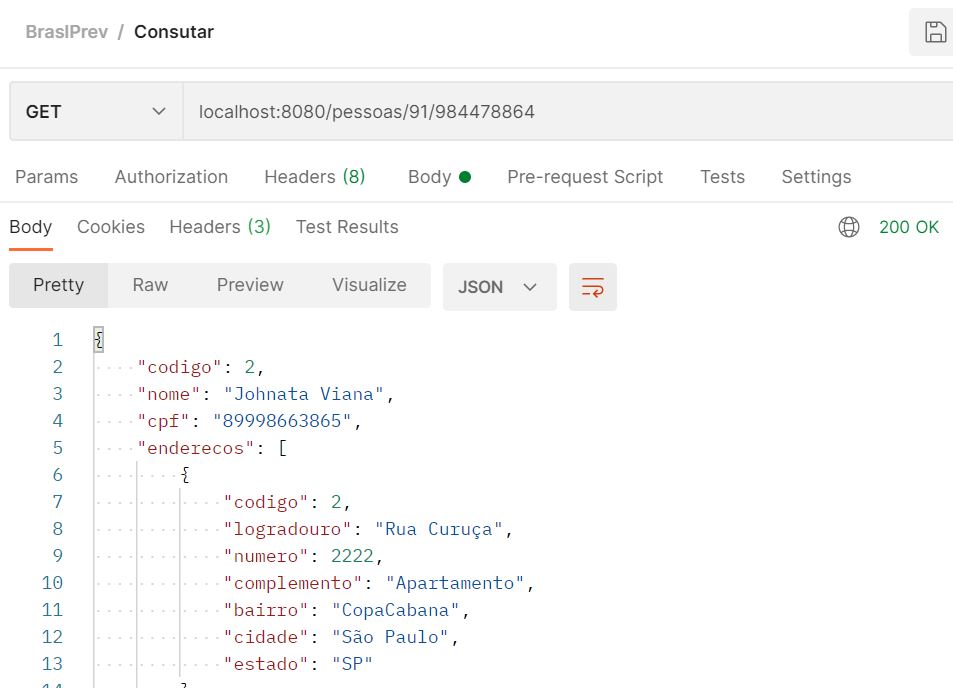 BraslPrev / Consutar
GET localhost:8080/pessoas/91/984478864
Params Authorization Headers (8) Body Pre-request Script Tests Settings
Body Cookies Headers (3) Test Results 200 OK
Pretty Raw Preview Visualize JSON
1 {
2 "codigo": 2,
3 "nome": "Johnata Viana",
4 "cpf": "89998663865",
5 "enderecos": [
6 {
7 "codigo": 2,
8 "logradouro": "Rua Curuça",
9 "numero": 2222,
10 "complemento": "Apartamento",
11 "bairro": "CopaCabana",
12 "cidade": "São Paulo",
13 "estado": "SP"